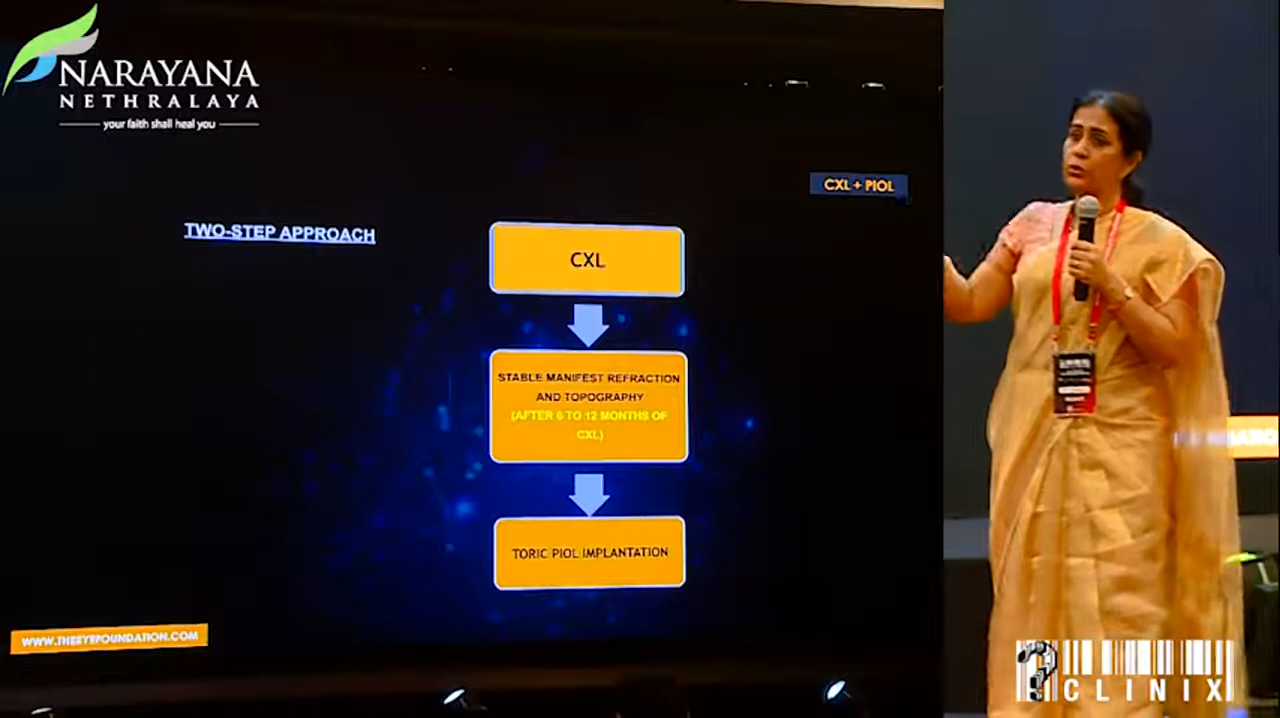 NARAYANA
NETHRALAYA
your faith shall heal you
CXL + PIOL
TWO-STEP APPROACH
CXL
STABLE MANIFEST REFRACTION
AND TOPOGRAPHY
(AFTER 6 TO 12 MONTHS OF
CXL)
TORIC PIOL IMPLANTATION
WWW.THEEYEFOUNDATION.COM
CLINIX